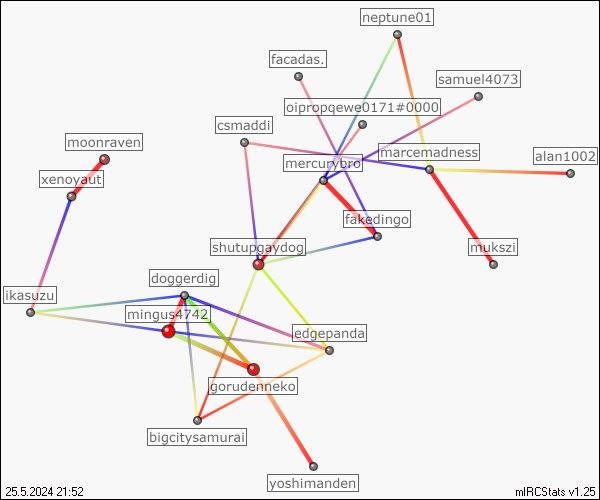 neptune01
facadas.
samuel4073
oipropqewe0171#0000
csmaddi
moonraven
mercurybro
marcemadness
alan1002
xenoyaut
fakedingo
shutupgaydog
mukszi
doggerdig
ikasuzu
mingus4742
edgepanda
gorudenneko
bigcitysamurai
yoshimanden
25.5.2024 21:52
mIRCStats v1.25